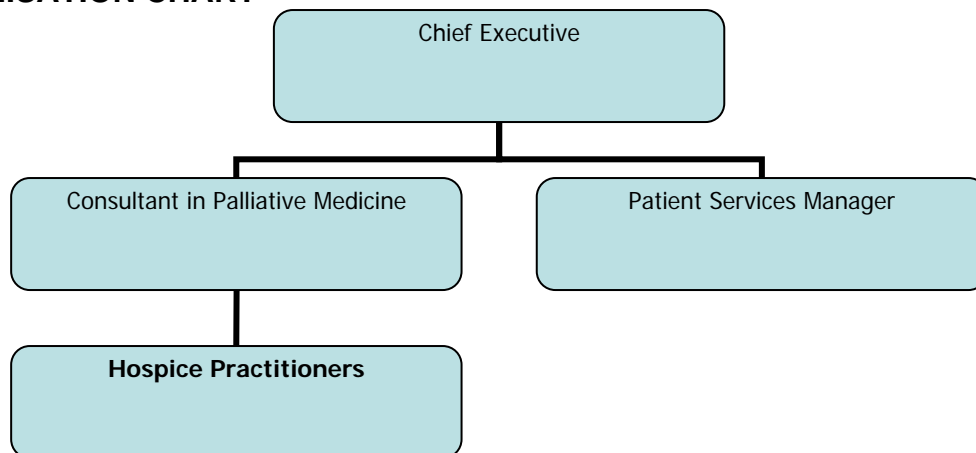 Chief Executive
Consultant in Palliative Medicine
Patient Services Manager
Hospice Practitioners